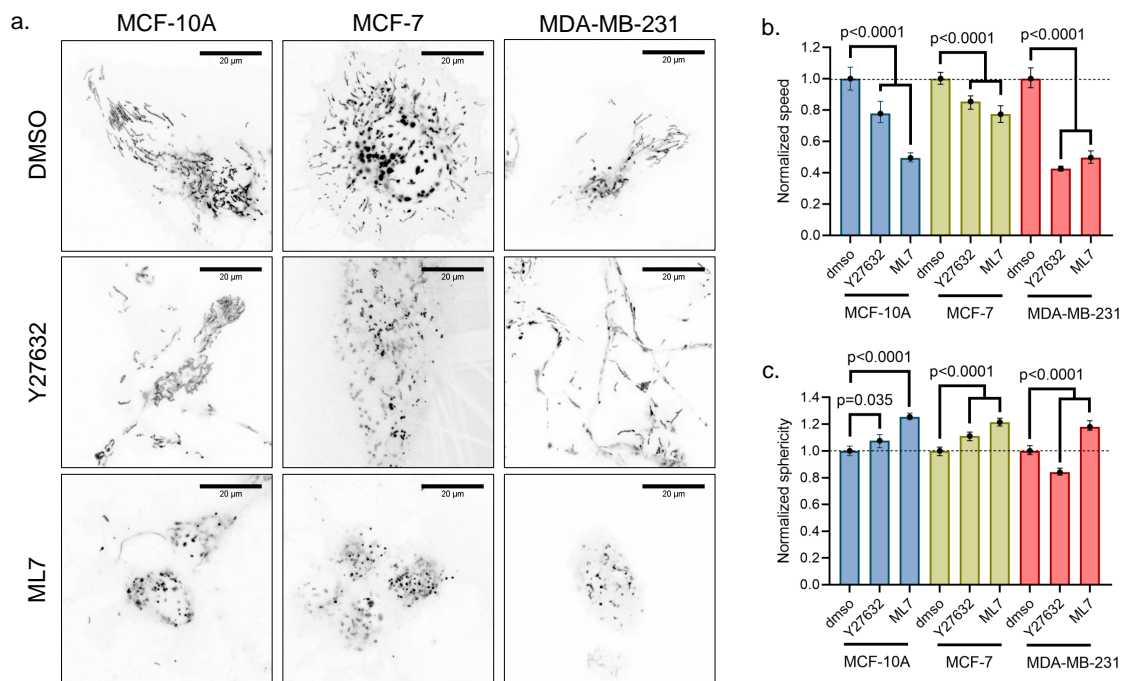 a.
MCF-10A
MCF-7
MDA-MB-231
DMSO
20 µm
20 µm
20 µm
Y27632
20 µm
20 µm
20 µm
ML7
20 µm
20 µm
20 µm
b.
p<0.0001
p<0.0001
p<0.0001
Normalized speed
1.2
1.0
0.8
0.6
0.4
0.2
0.0
dmso
Y27632
ML7
dmso
Y27632
ML7
dmso
Y27632
ML7
MCF-10A
MCF-7
MDA-MB-231
c.
p<0.0001
p=0.035
p<0.0001
p<0.0001
Normalized sphericity
1.4
1.2
1.0
0.8
0.6
0.4
0.2
0.0
dmso
Y27632
ML7
dmso
Y27632
ML7
dmso
Y27632
ML7
MCF-10A
MCF-7
MDA-MB-231